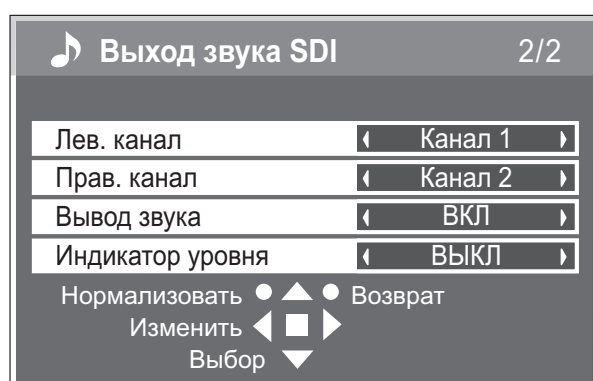 Выход звука SDI 2/2
Лев. канал Канал 1
Прав. канал Канал 2
Вывод звука ВКЛ
Индикатор уровня ВЫКЛ
Нормализовать Возврат
Изменить
Выбор